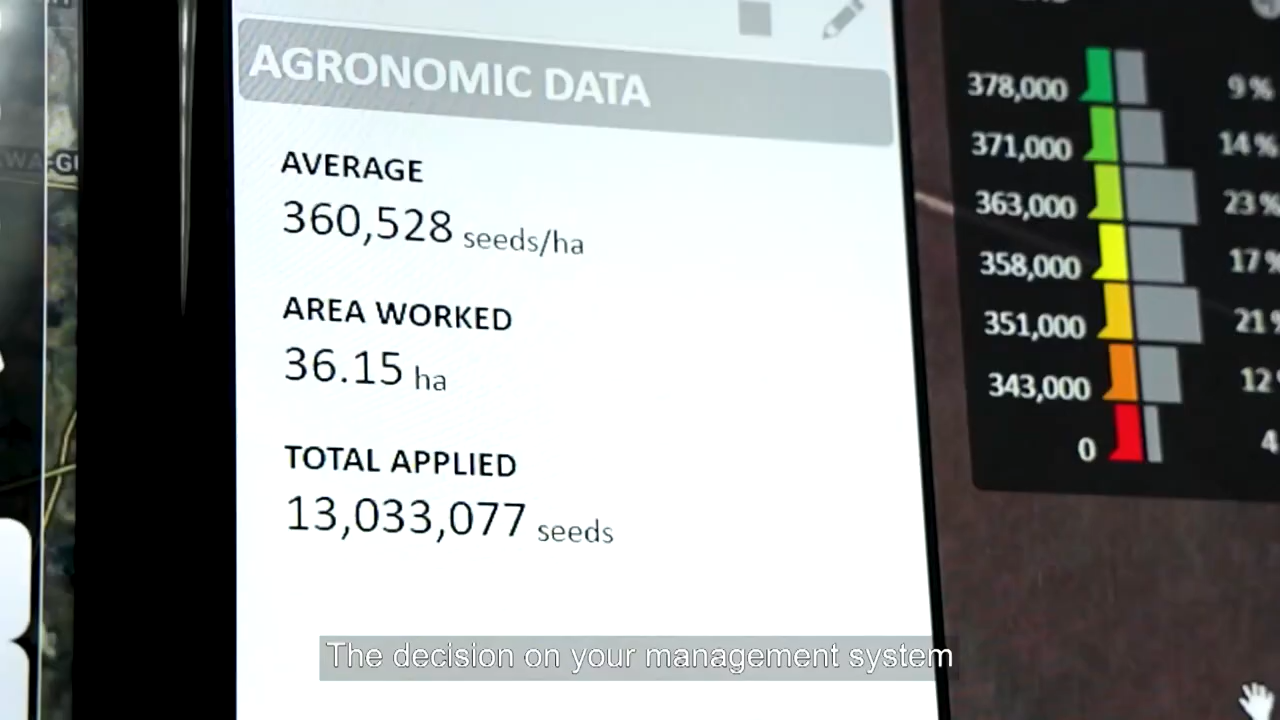 AGRONOMIC DATA
AVERAGE
360,528 seeds/ha
AREA WORKED
36.15 ha
TOTAL APPLIED
13,033,077 seeds
378,000 9%
371,000 14%
363,000 23%
358,000 17%
351,000 21%
343,000 12%
0 4
The decision on your management system